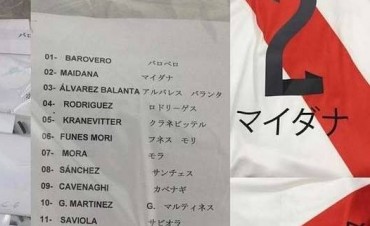 01- BAROVERO バロベロ
02- MAIDANA マイダナ
03- ÁLVAREZ BALANTA アルバレス バランタ
04- RODRIGUEZ ロドリーゲス
05- KRANEVITTER クラネビッテル
06- FUNES MORI フネス モリ
07- MORA モラ
08- SÁNCHEZ サンチェス
09- CAVENAGHI カベナギ
10- G. MARTINEZ G. マルティネス
11- SAVIOLA サビオラ
2
マイダナ